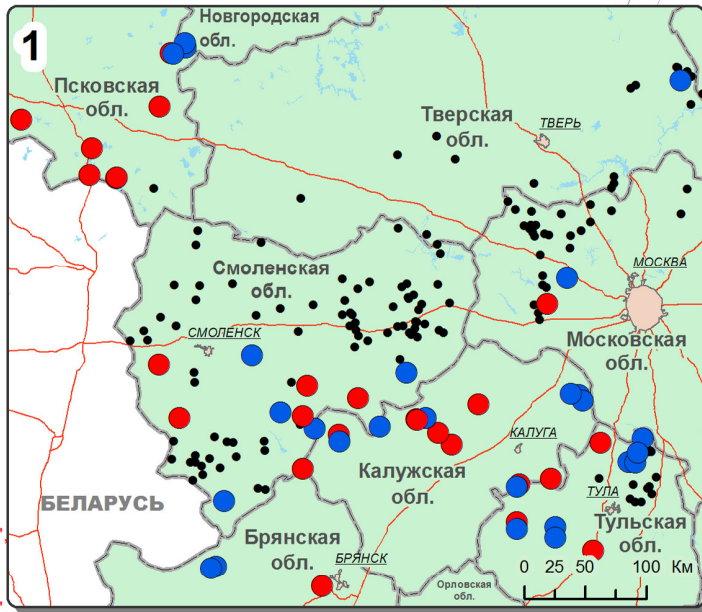 1
Новгородская
обл.
Псковская
обл.
Тверская
обл.
ТВЕРЬ
МОСКВА
Смоленская
обл.
СМОЛЕНСК
Московская
обл.
КАЛУГА
Калужская
обл.
БЕЛАРУСЬ
ТУЛА
Тульская
обл.
Брянская
обл.
БРЯНСК
Орловская
обл.
Км
0 25 50 100